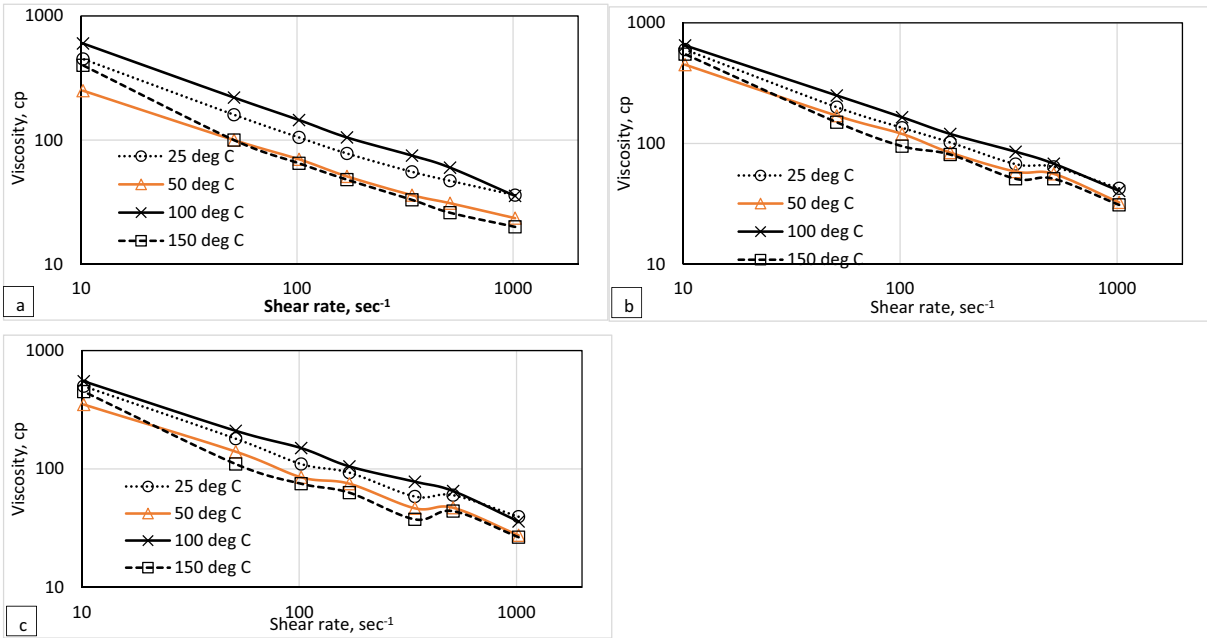 1000
100
10
Viscosity, cp
25 deg C
50 deg C
100 deg C
150 deg C
10 100 1000
Shear rate, sec⁻¹
a
1000
100
10
Viscosity, cp
25 deg C
50 deg C
100 deg C
150 deg C
10 100 1000
Shear rate, sec⁻¹
b
1000
100
10
Viscosity, cp
25 deg C
50 deg C
100 deg C
150 deg C
10 100 1000
Shear rate, sec⁻¹
c